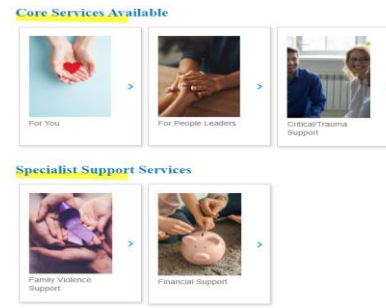 Core Services Available
For You
For People Leaders
Critical/Trauma
Support
Specialist Support Services
Family Violence
Support
Financial Support